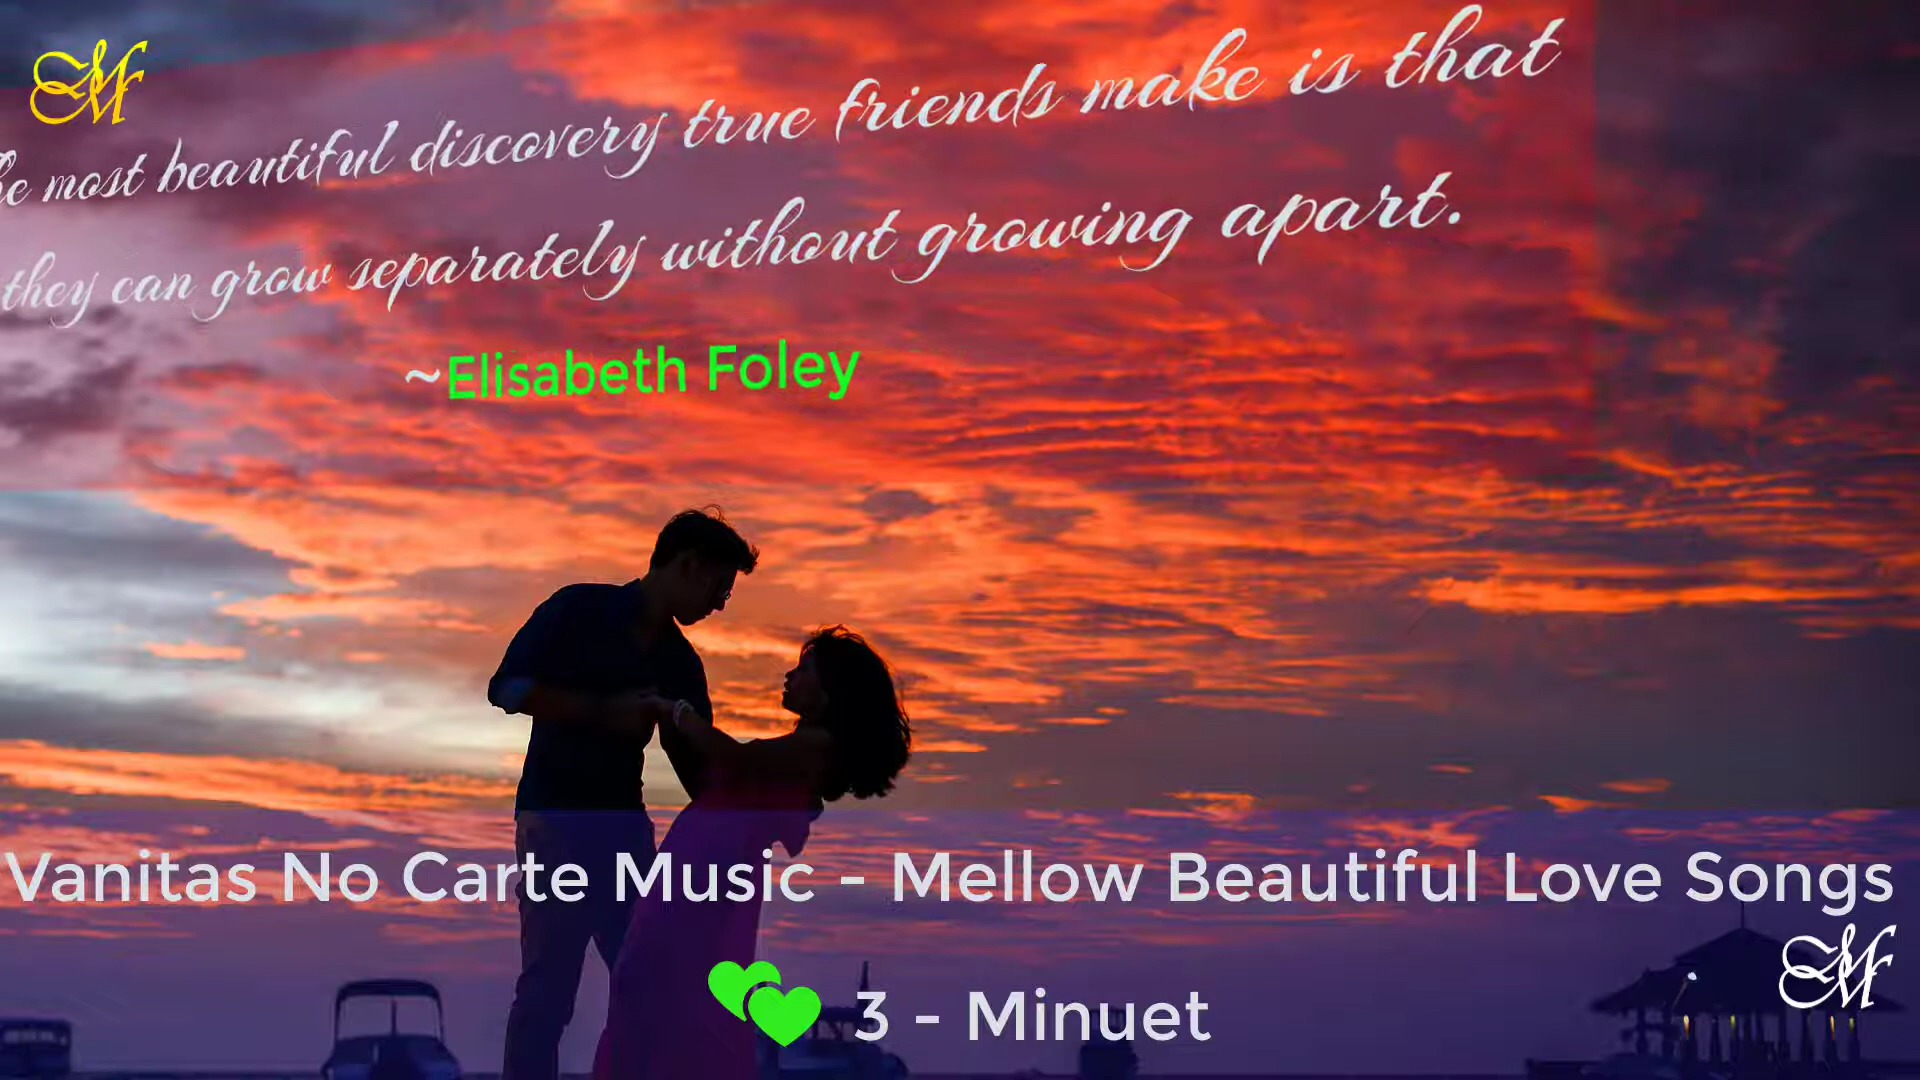 M
he most beautiful discovery true friends make is that
they can grow separately without growing apart.
~Elisabeth Foley
Vanitas No Carte Music - Mellow Beautiful Love Songs
M
3 - Minuet